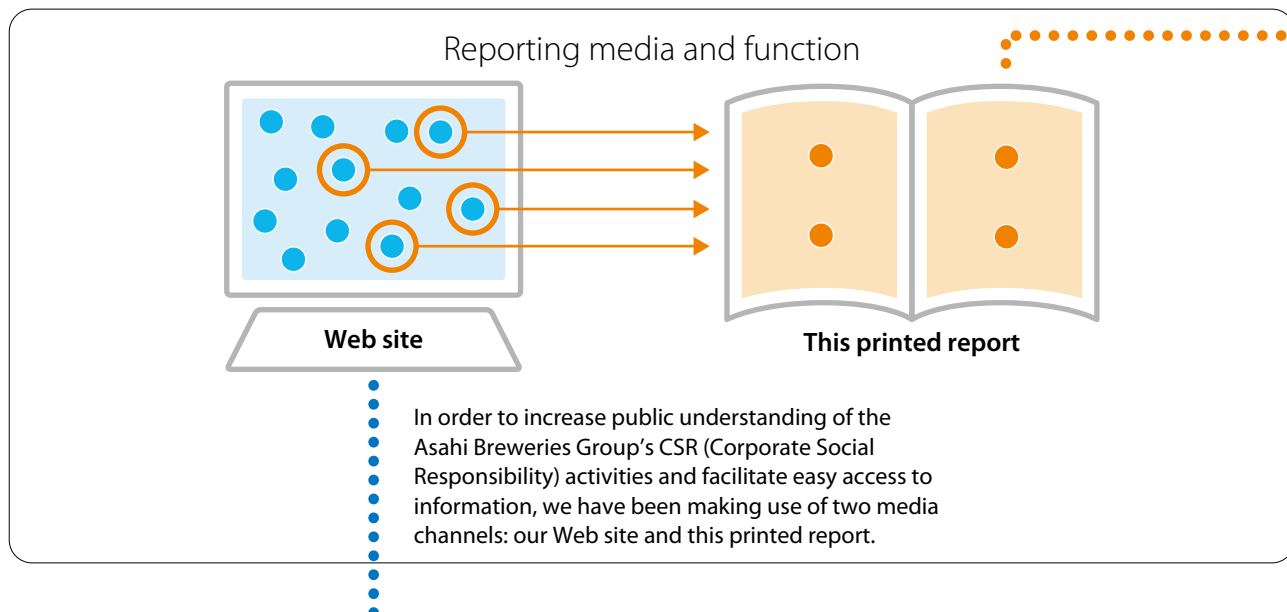 Reporting media and function
Web site
This printed report
In order to increase public understanding of the
Asahi Breweries Group’s CSR (Corporate Social
Responsibility) activities and facilitate easy access to
information, we have been making use of two media
channels: our Web site and this printed report.